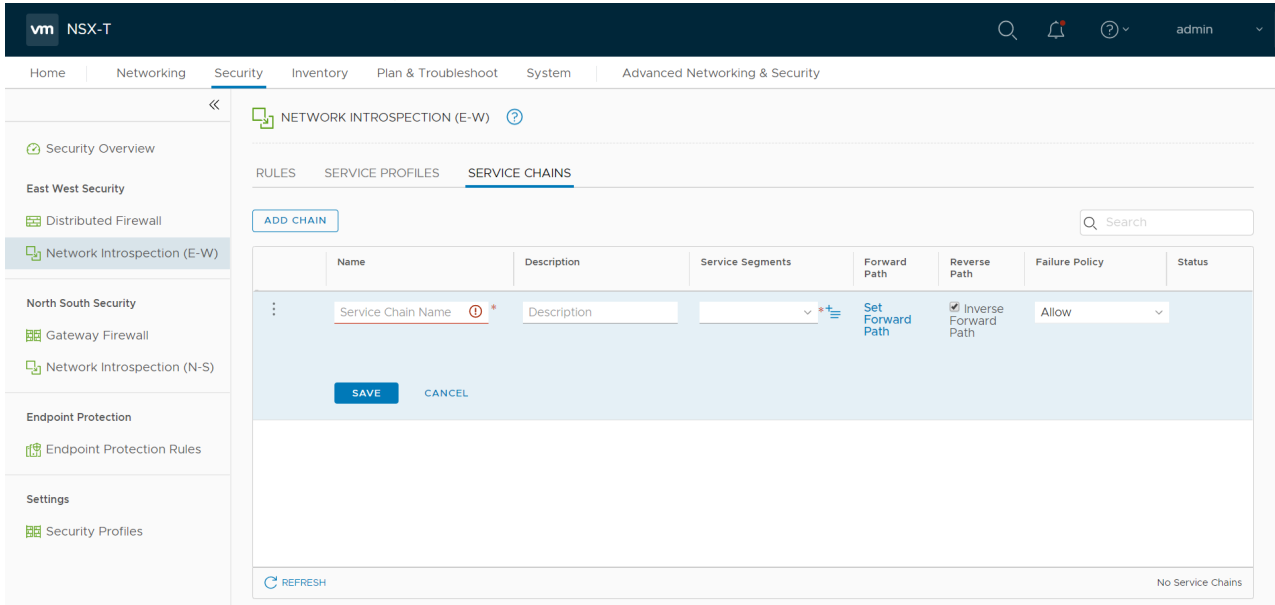 vm NSX-T admin
Home Networking Security Inventory Plan & Troubleshoot System Advanced Networking & Security
NETWORK INTROSPECTION (E-W) ?
Security Overview
East West Security
Distributed Firewall
Network Introspection (E-W)
North South Security
Gateway Firewall
Network Introspection (N-S)
Endpoint Protection
Endpoint Protection Rules
Settings
Security Profiles
RULES SERVICE PROFILES SERVICE CHAINS
ADD CHAIN Search
Name Description Service Segments Forward Path Reverse Path Failure Policy Status
Service Chain Name * Description * Set Forward Path Inverse Forward Path Allow
SAVE CANCEL
REFRESH No Service Chains